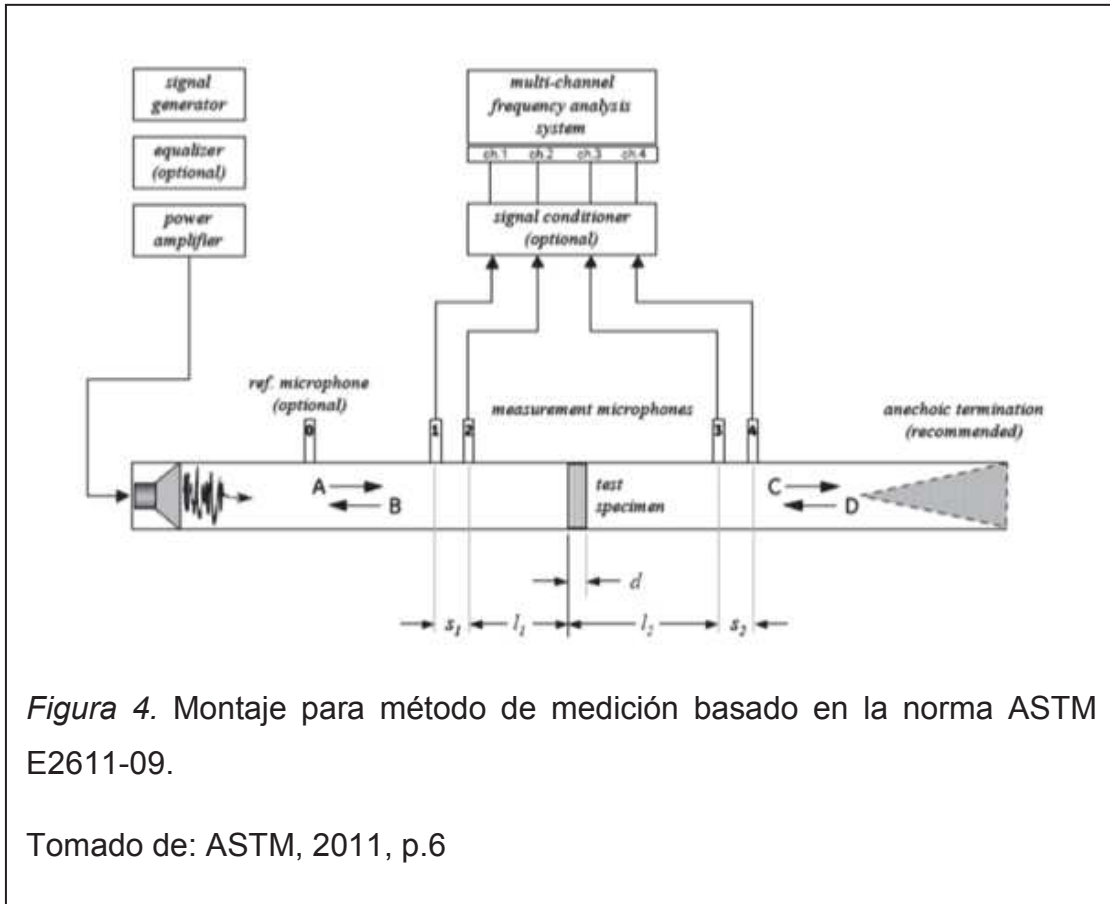 signal
generator
equalizer
(optional)
power
amplifier
multi-channel
frequency analysis
system
ch.1 ch.2 ch.3 ch.4
signal conditioner
(optional)
ref. microphone
(optional)
measurement microphones
anechoic termination
(recommended)
0
1
2
3
4
A
B
test
specimen
C
D
d
s1
l1
l2
s2
Figura 4. Montaje para método de medición basado en la norma ASTM
E2611-09.
Tomado de: ASTM, 2011, p.6